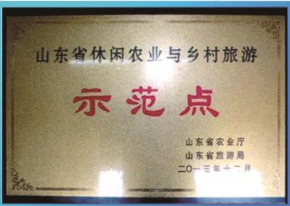 山东省休闲农业与乡村旅游
示范点
山东省农业厅
山东省旅游局
二〇一三年十二月